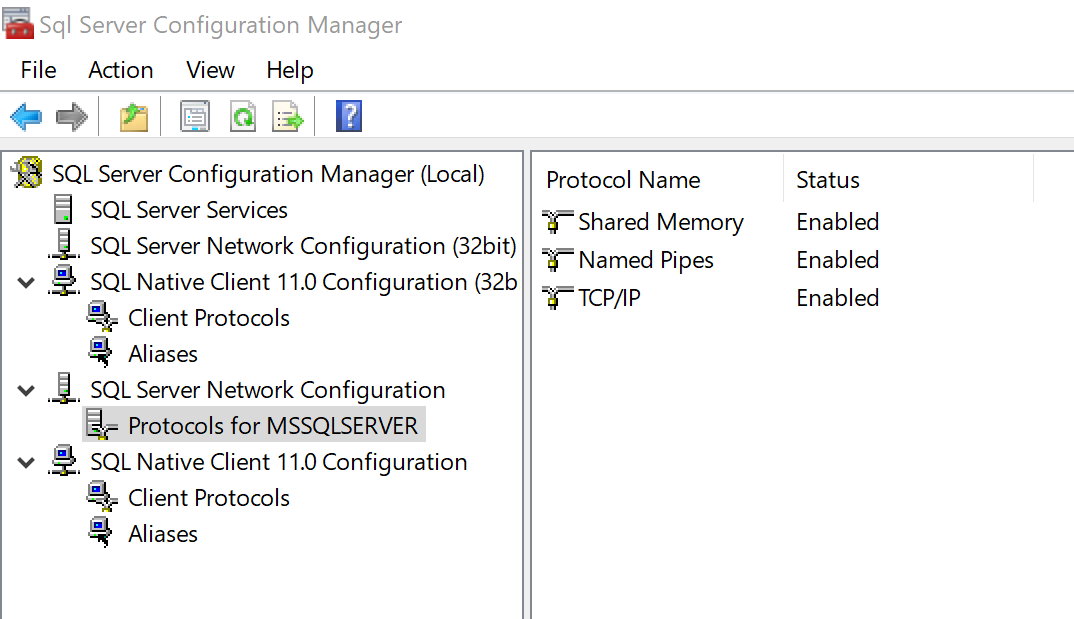 Sql Server Configuration Manager
File Action View Help
SQL Server Configuration Manager (Local)
SQL Server Services
SQL Server Network Configuration (32bit)
SQL Native Client 11.0 Configuration (32b
Client Protocols
Aliases
SQL Server Network Configuration
Protocols for MSSQLSERVER
SQL Native Client 11.0 Configuration
Client Protocols
Aliases
Protocol Name Status
Shared Memory Enabled
Named Pipes Enabled
TCP/IP Enabled